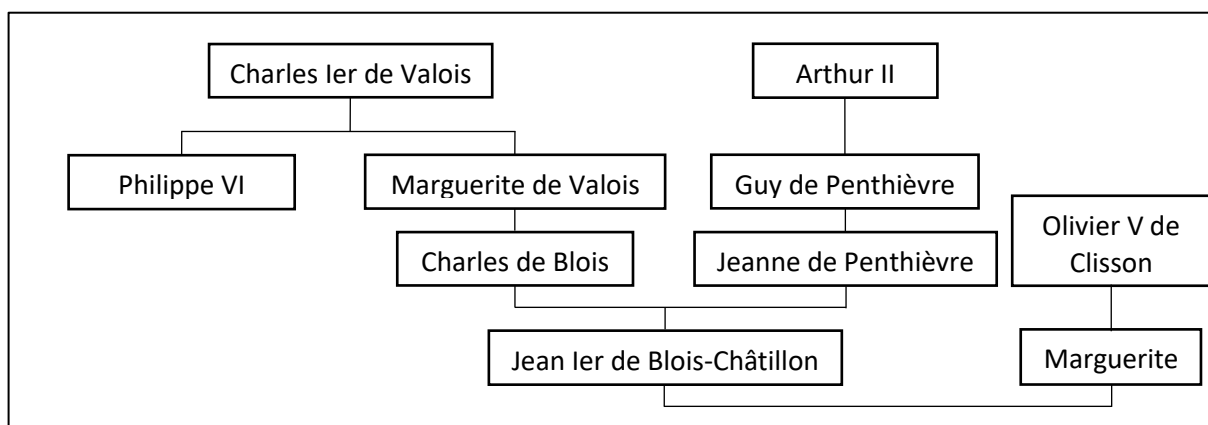 Charles Ier de Valois
Arthur II
Philippe VI
Marguerite de Valois
Guy de Penthièvre
Olivier V de
Clisson
Charles de Blois
Jeanne de Penthièvre
Jean Ier de Blois-Châtillon
Marguerite